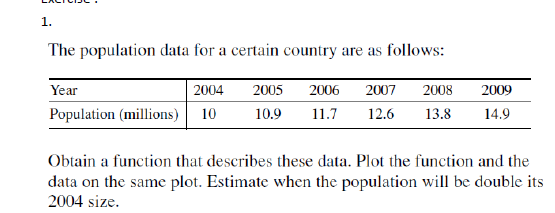 1.
The population data for a certain country are as follows:
Year 2004 2005 2006 2007 2008 2009
Population (millions) 10 10.9 11.7 12.6 13.8 14.9
Obtain a function that describes these data. Plot the function and the
data on the same plot. Estimate when the population will be double its
2004 size.